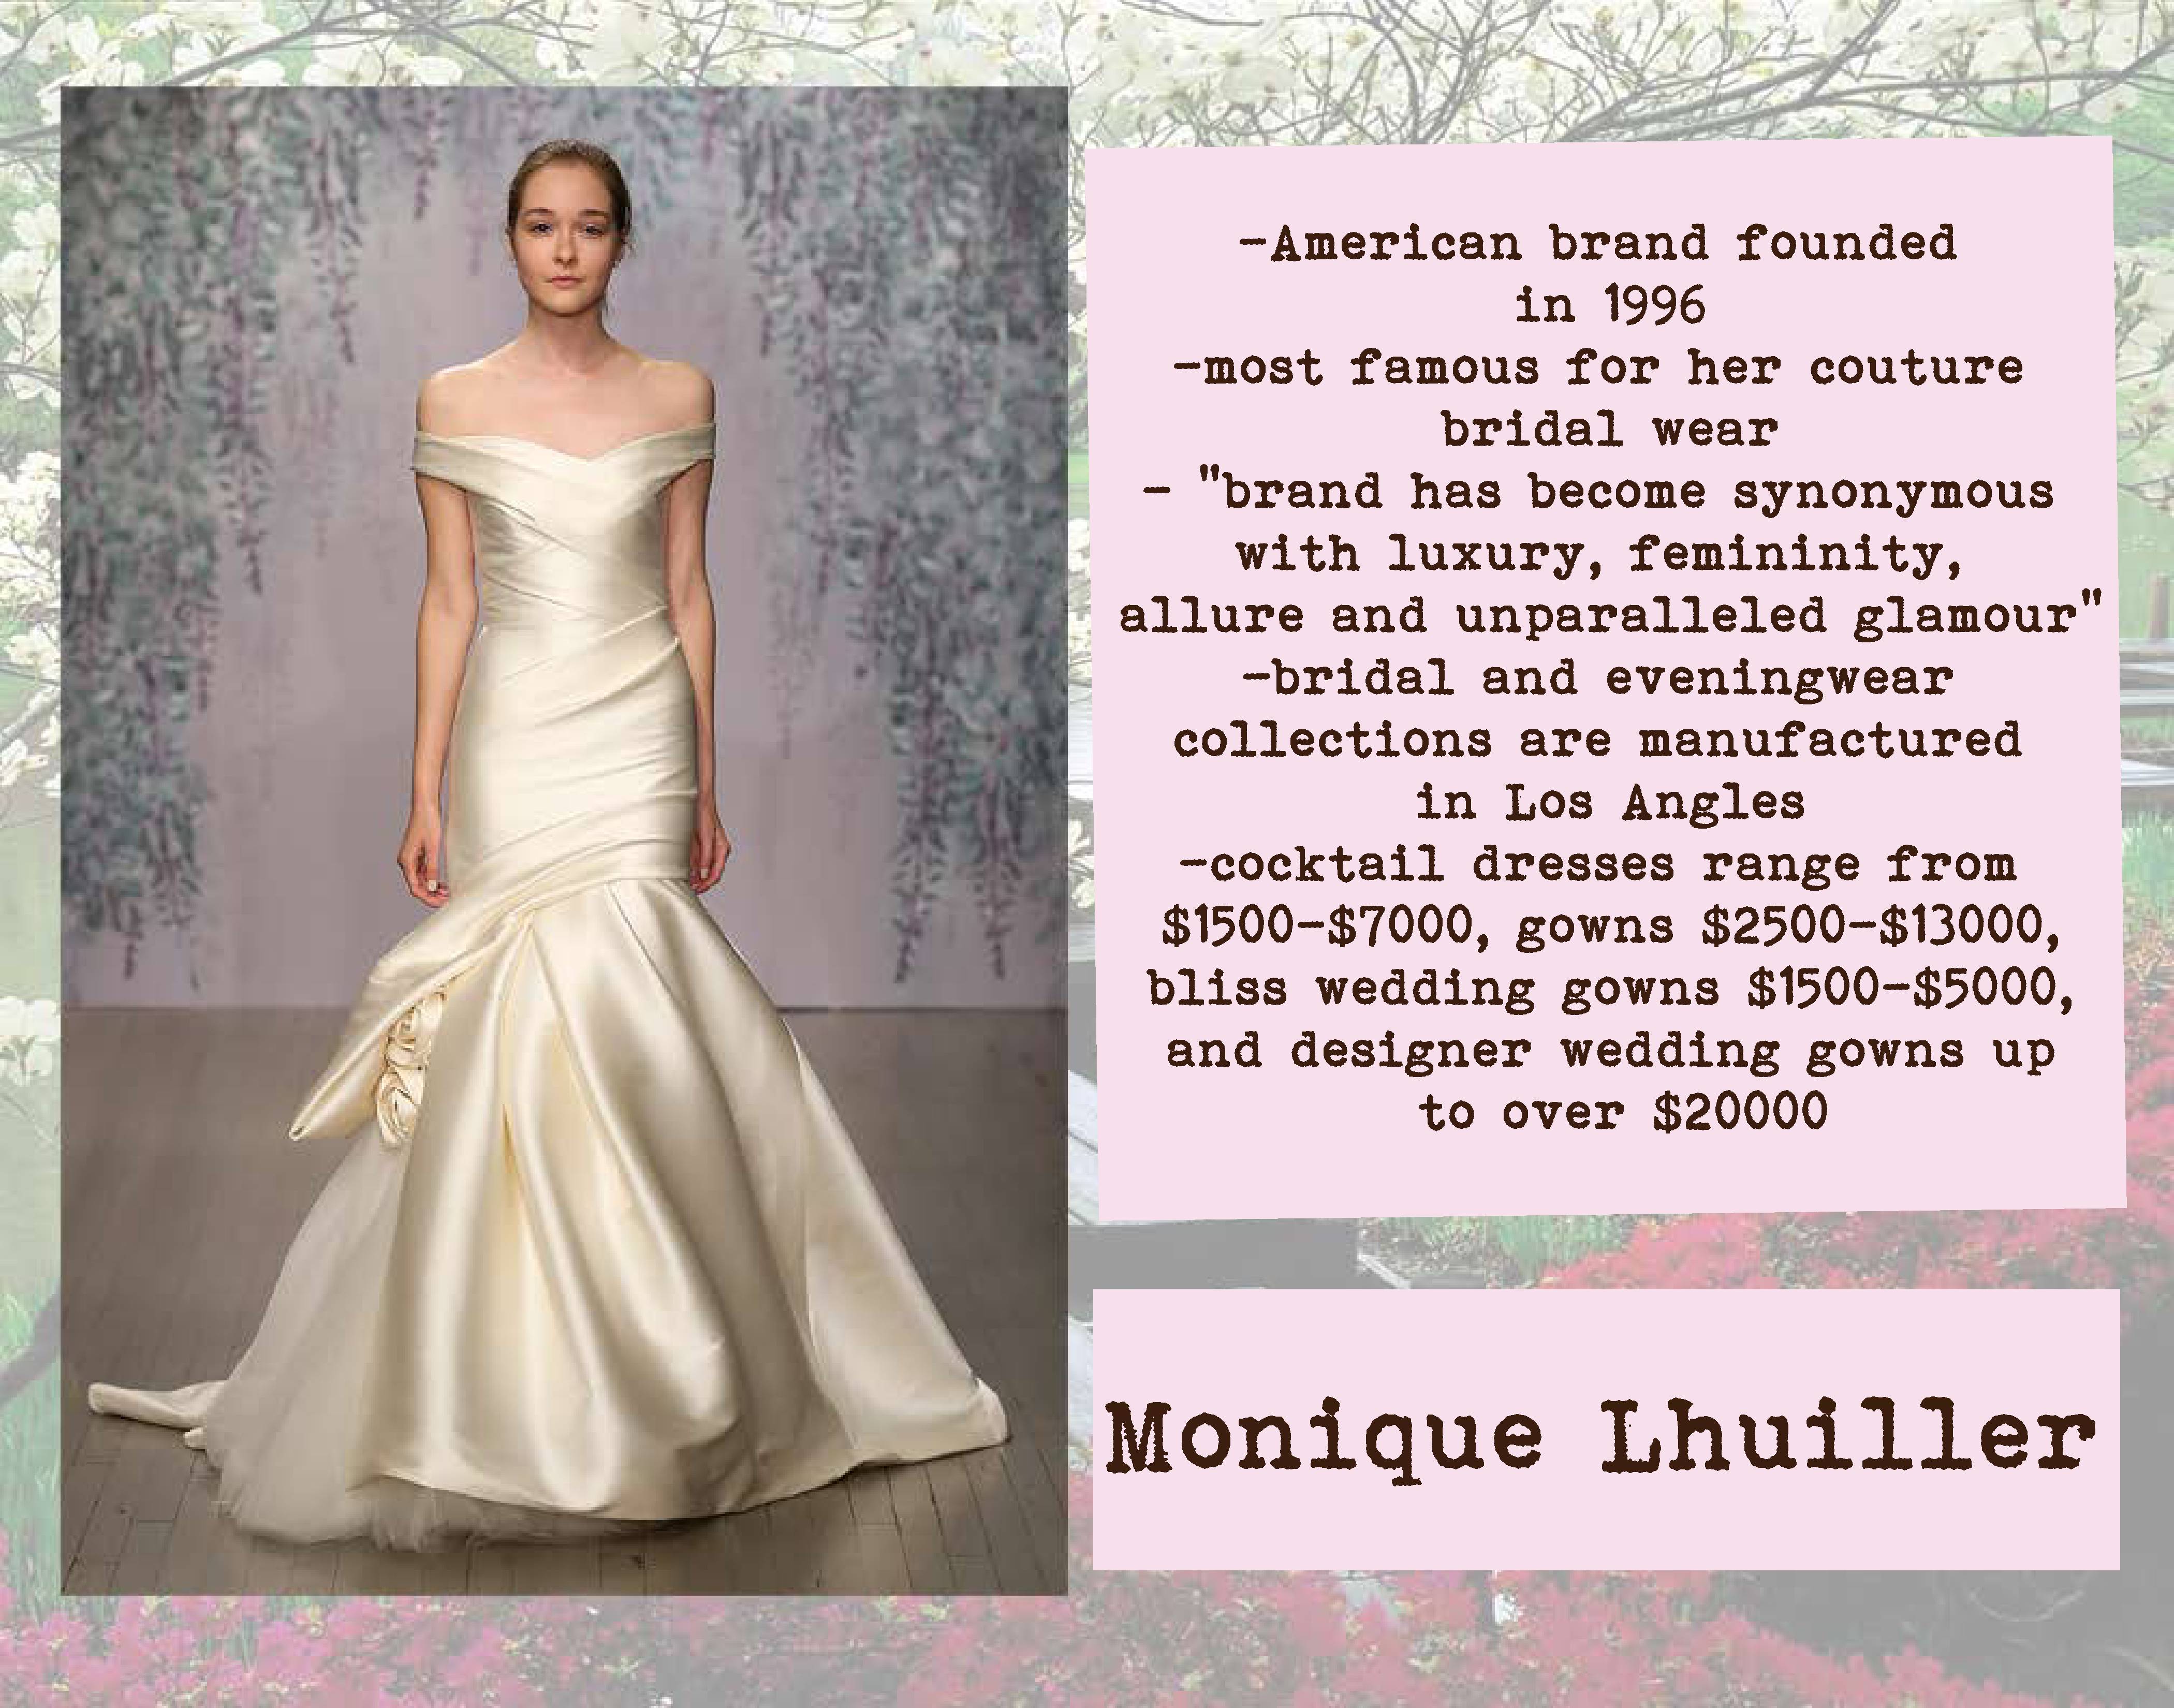 -American brand founded
in 1996
-most famous for her couture
bridal wear
- "brand has become synonymous
with luxury, femininity,
allure and unparalleled glamour"
-bridal and eveningwear
collections are manufactured
in Los Angles
-cocktail dresses range from
$1500-$7000, gowns $2500-$13000,
bliss wedding gowns $1500-$5000,
and designer wedding gowns up
to over $20000
Monique Lhuiller